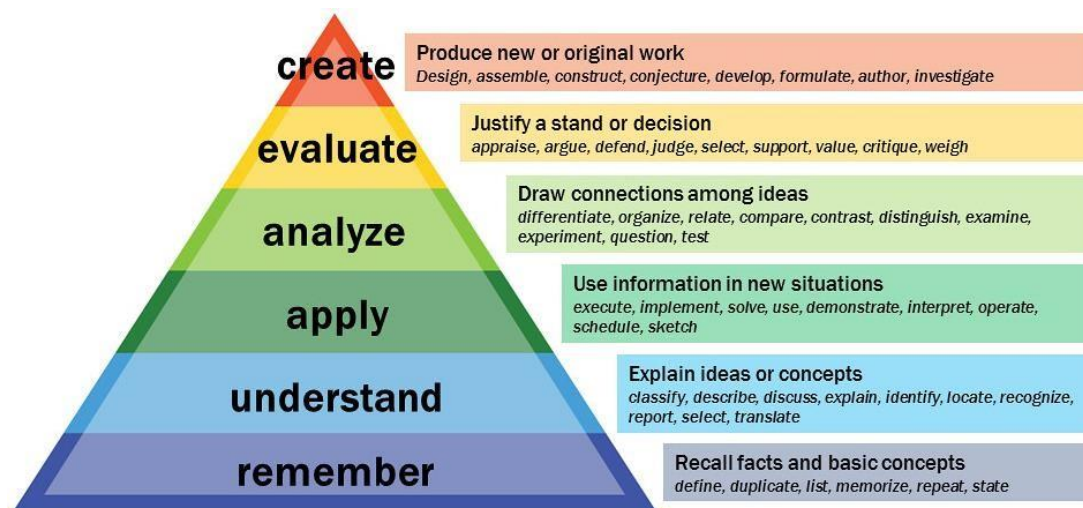 create
Produce new or original work
Design, assemble, construct, conjecture, develop, formulate, author, investigate
evaluate
Justify a stand or decision
appraise, argue, defend, judge, select, support, value, critique, weigh
analyze
Draw connections among ideas
differentiate, organize, relate, compare, contrast, distinguish, examine,
experiment, question, test
apply
Use information in new situations
execute, implement, solve, use, demonstrate, interpret, operate,
schedule, sketch
understand
Explain ideas or concepts
classify, describe, discuss, explain, identify, locate, recognize,
report, select, translate
remember
Recall facts and basic concepts
define, duplicate, list, memorize, repeat, state